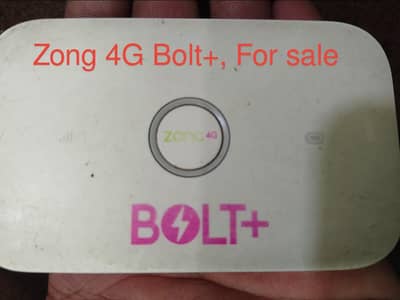 Zong 4G Bolt+, For sale
zong 4G
BOLT+